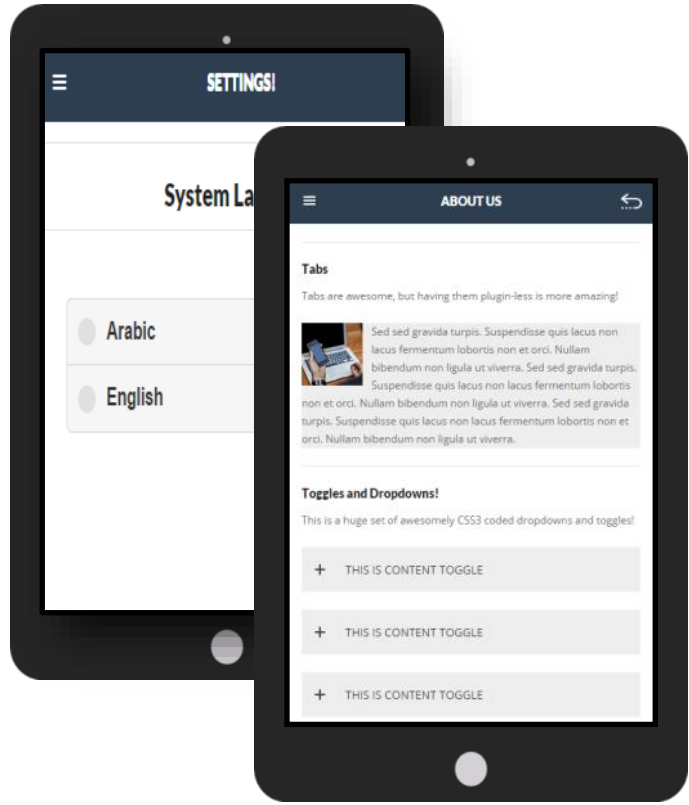 SETTINGS!
System La
Arabic
English
ABOUT US
Tabs
Tabs are awesome, but having them plugin-less is more amazing!
Sed sed gravida turpis. Suspendisse quis lacus non
lacus fermentum lobortis non et orci. Nullam
bibendum non ligula ut viverra. Sed sed gravida turpis.
Suspendisse quis lacus non lacus fermentum lobortis
non et orci. Nullam bibendum non ligula ut viverra. Sed sed gravida
turpis. Suspendisse quis lacus non lacus fermentum lobortis non et
orci. Nullam bibendum non ligula ut viverra.
Toggles and Dropdowns!
This is a huge set of awesomely CSS3 coded dropdowns and toggles!
+ THIS IS CONTENT TOGGLE
+ THIS IS CONTENT TOGGLE
+ THIS IS CONTENT TOGGLE